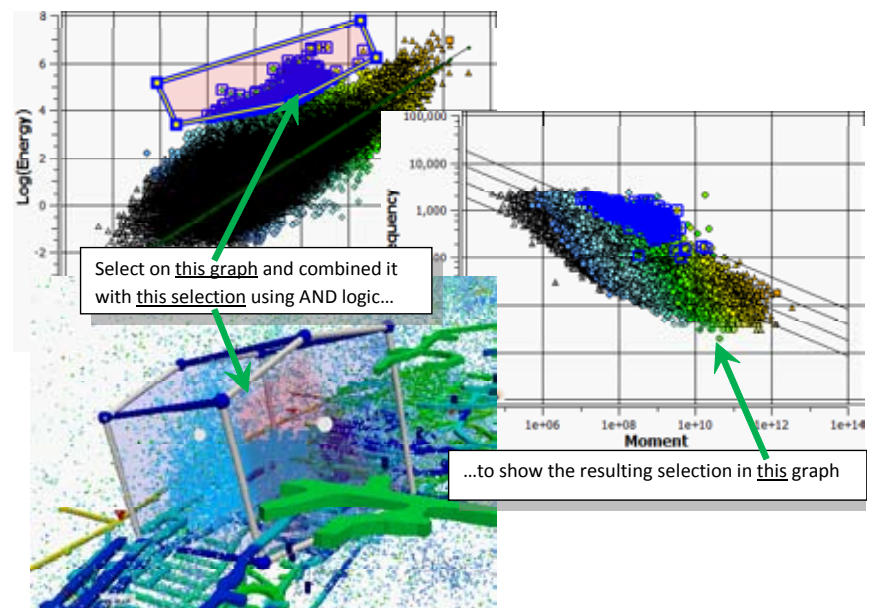 8
6
4
2
0
-2
Log(Energy)
100,000
10,000
1,000
equency
Select on this graph and combined it
with this selection using AND logic...
1e+06 1e+08 1e+10 1e+12 1e+14
Moment
...to show the resulting selection in this graph